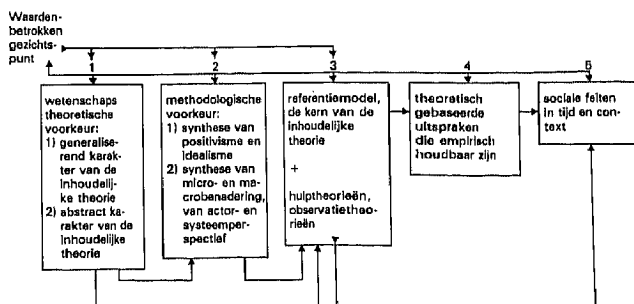 Waarden-
betrokken
gezichts-
punt
1
2
3
4
5
wetenschaps
theoretische
voorkeur:
1) generalise-
rend karak-
ter van de
inhoudelij-
ke theorie
2) abstract ka-
rakter van de
inhoudelijke
theorie
methodologische
voorkeur:
1) synthese van
positivisme en
idealisme
2) synthese van
micro- en ma-
crobenadering,
van actor- en
systeemper-
spectief
referentiemodel,
de kern van de
inhoudelijke
theorie
+
hulptheorieën,
observatietheo-
rieën
theoretisch
gebaseerde
uitspraken
die empirisch
houdbaar zijn
sociale feiten
in tijd en con-
text